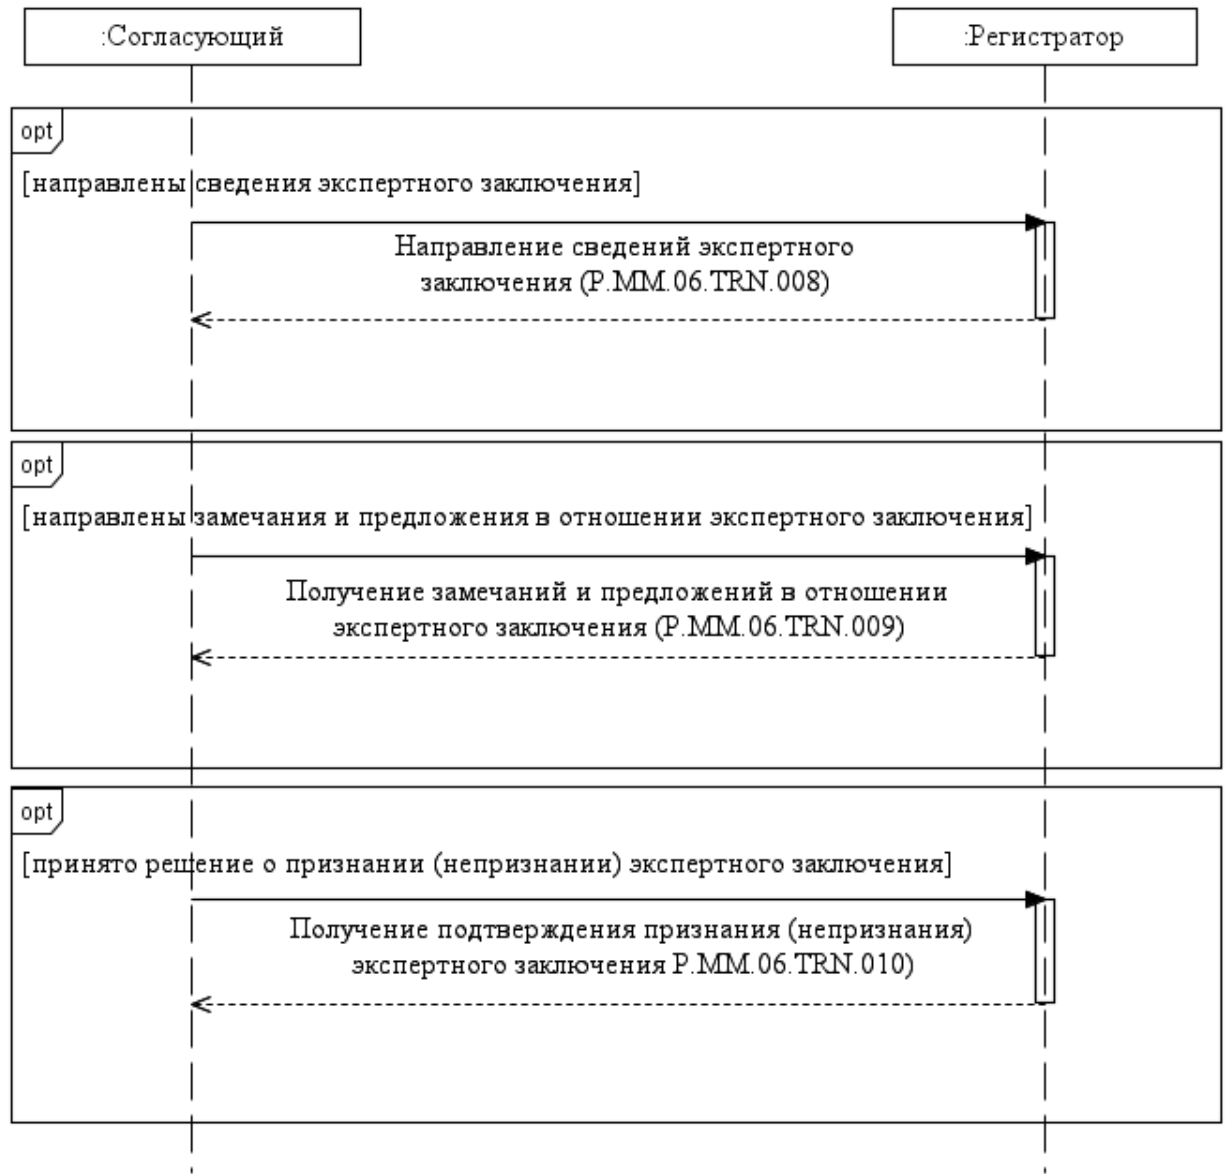 :Согласующий
:Регистратор
opt
[направлены сведения экспертного заключения]
Направление сведений экспертного
заключения (P.MM.06.TRN.008)
opt
[направлены замечания и предложения в отношении экспертного заключения]
Получение замечаний и предложений в отношении
экспертного заключения (P.MM.06.TRN.009)
opt
[принято решение о признании (непризнании) экспертного заключения]
Получение подтверждения признания (непризнания)
экспертного заключения P.MM.06.TRN.010)